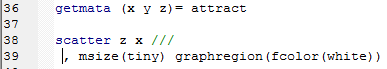 36 getmata (x y z)= attract
37
38 scatter z x ///
39 , msize(tiny) graphregion(fcolor(white))